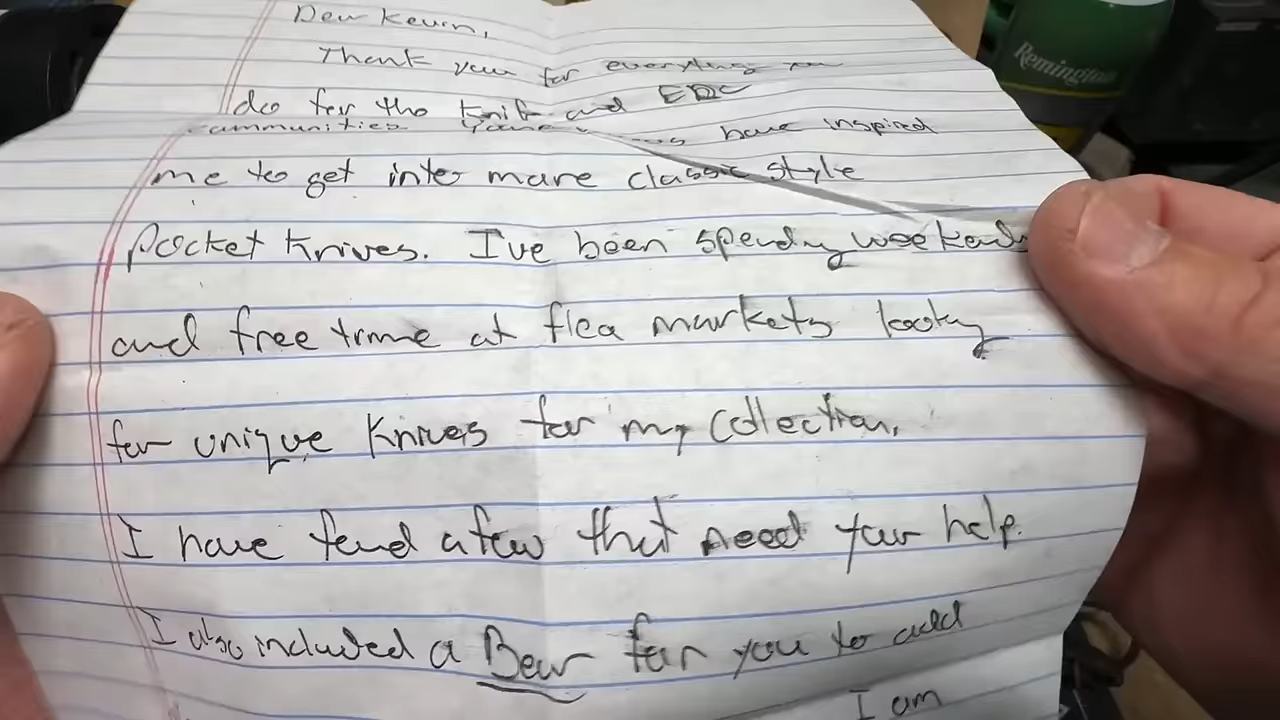 Dear Kevin,
Thank you for everything you
do for the Knife and EDC
communities have inspired
me to get into more classic style
pocket Knives. I've been spending weekends
and free time at flea markets looking
for unique Knives for my collection.
I have found a few that need your help.
I also included a Bear for you to add
I am
Remington